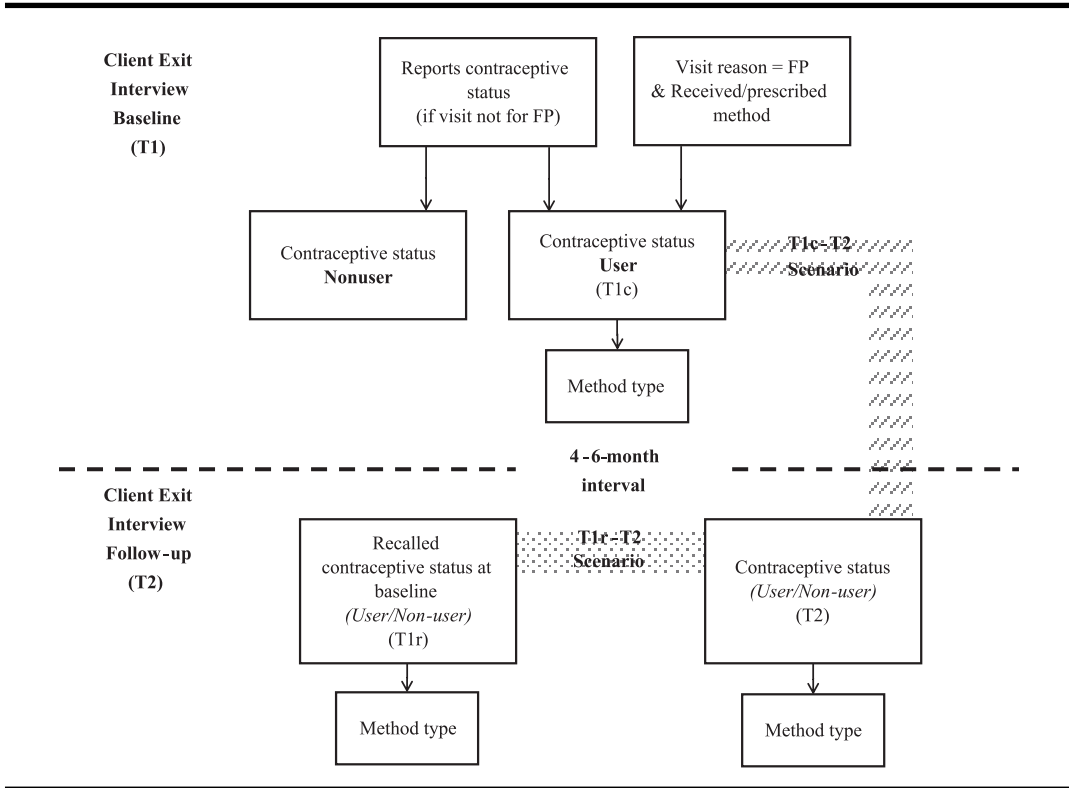 Client Exit
Interview
Baseline
(T1)
Reports contraceptive
status
(if visit not for FP)
Visit reason = FP
& Received/prescribed
method
Contraceptive status
Nonuser
Contraceptive status
User
(T1c)
T1c-T2
Scenario
Method type
4-6-month
interval
Client Exit
Interview
Follow-up
(T2)
Recalled
contraceptive status at
baseline
(User/Non-user)
(T1r)
T1r-T2
Scenario
Contraceptive status
(User/Non-user)
(T2)
Method type
Method type